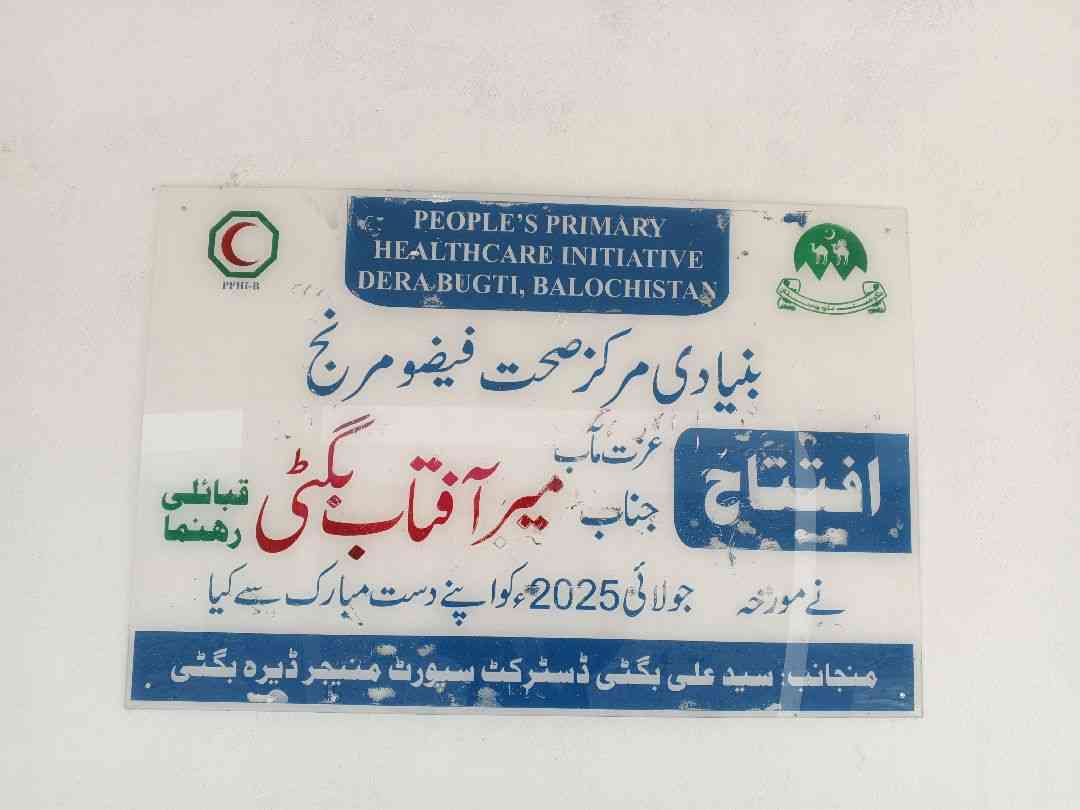 PEOPLE'S PRIMARY
HEALTHCARE INITIATIVE
DERA BUGTI, BALOCHISTAN
PPHI-B
بنیادی مرکز صحت فیضو مرنج
افتتاح
عزت مآب
جناب
میر آفتاب بگٹی
قبائلی
رهنما
نے مورخہ جولائی 2025ء کو اپنے دست مبارک سے کیا
منجانب: سید علی بگٹی ڈسٹرکٹ سپورٹ منیجر ڈیرہ بگٹی